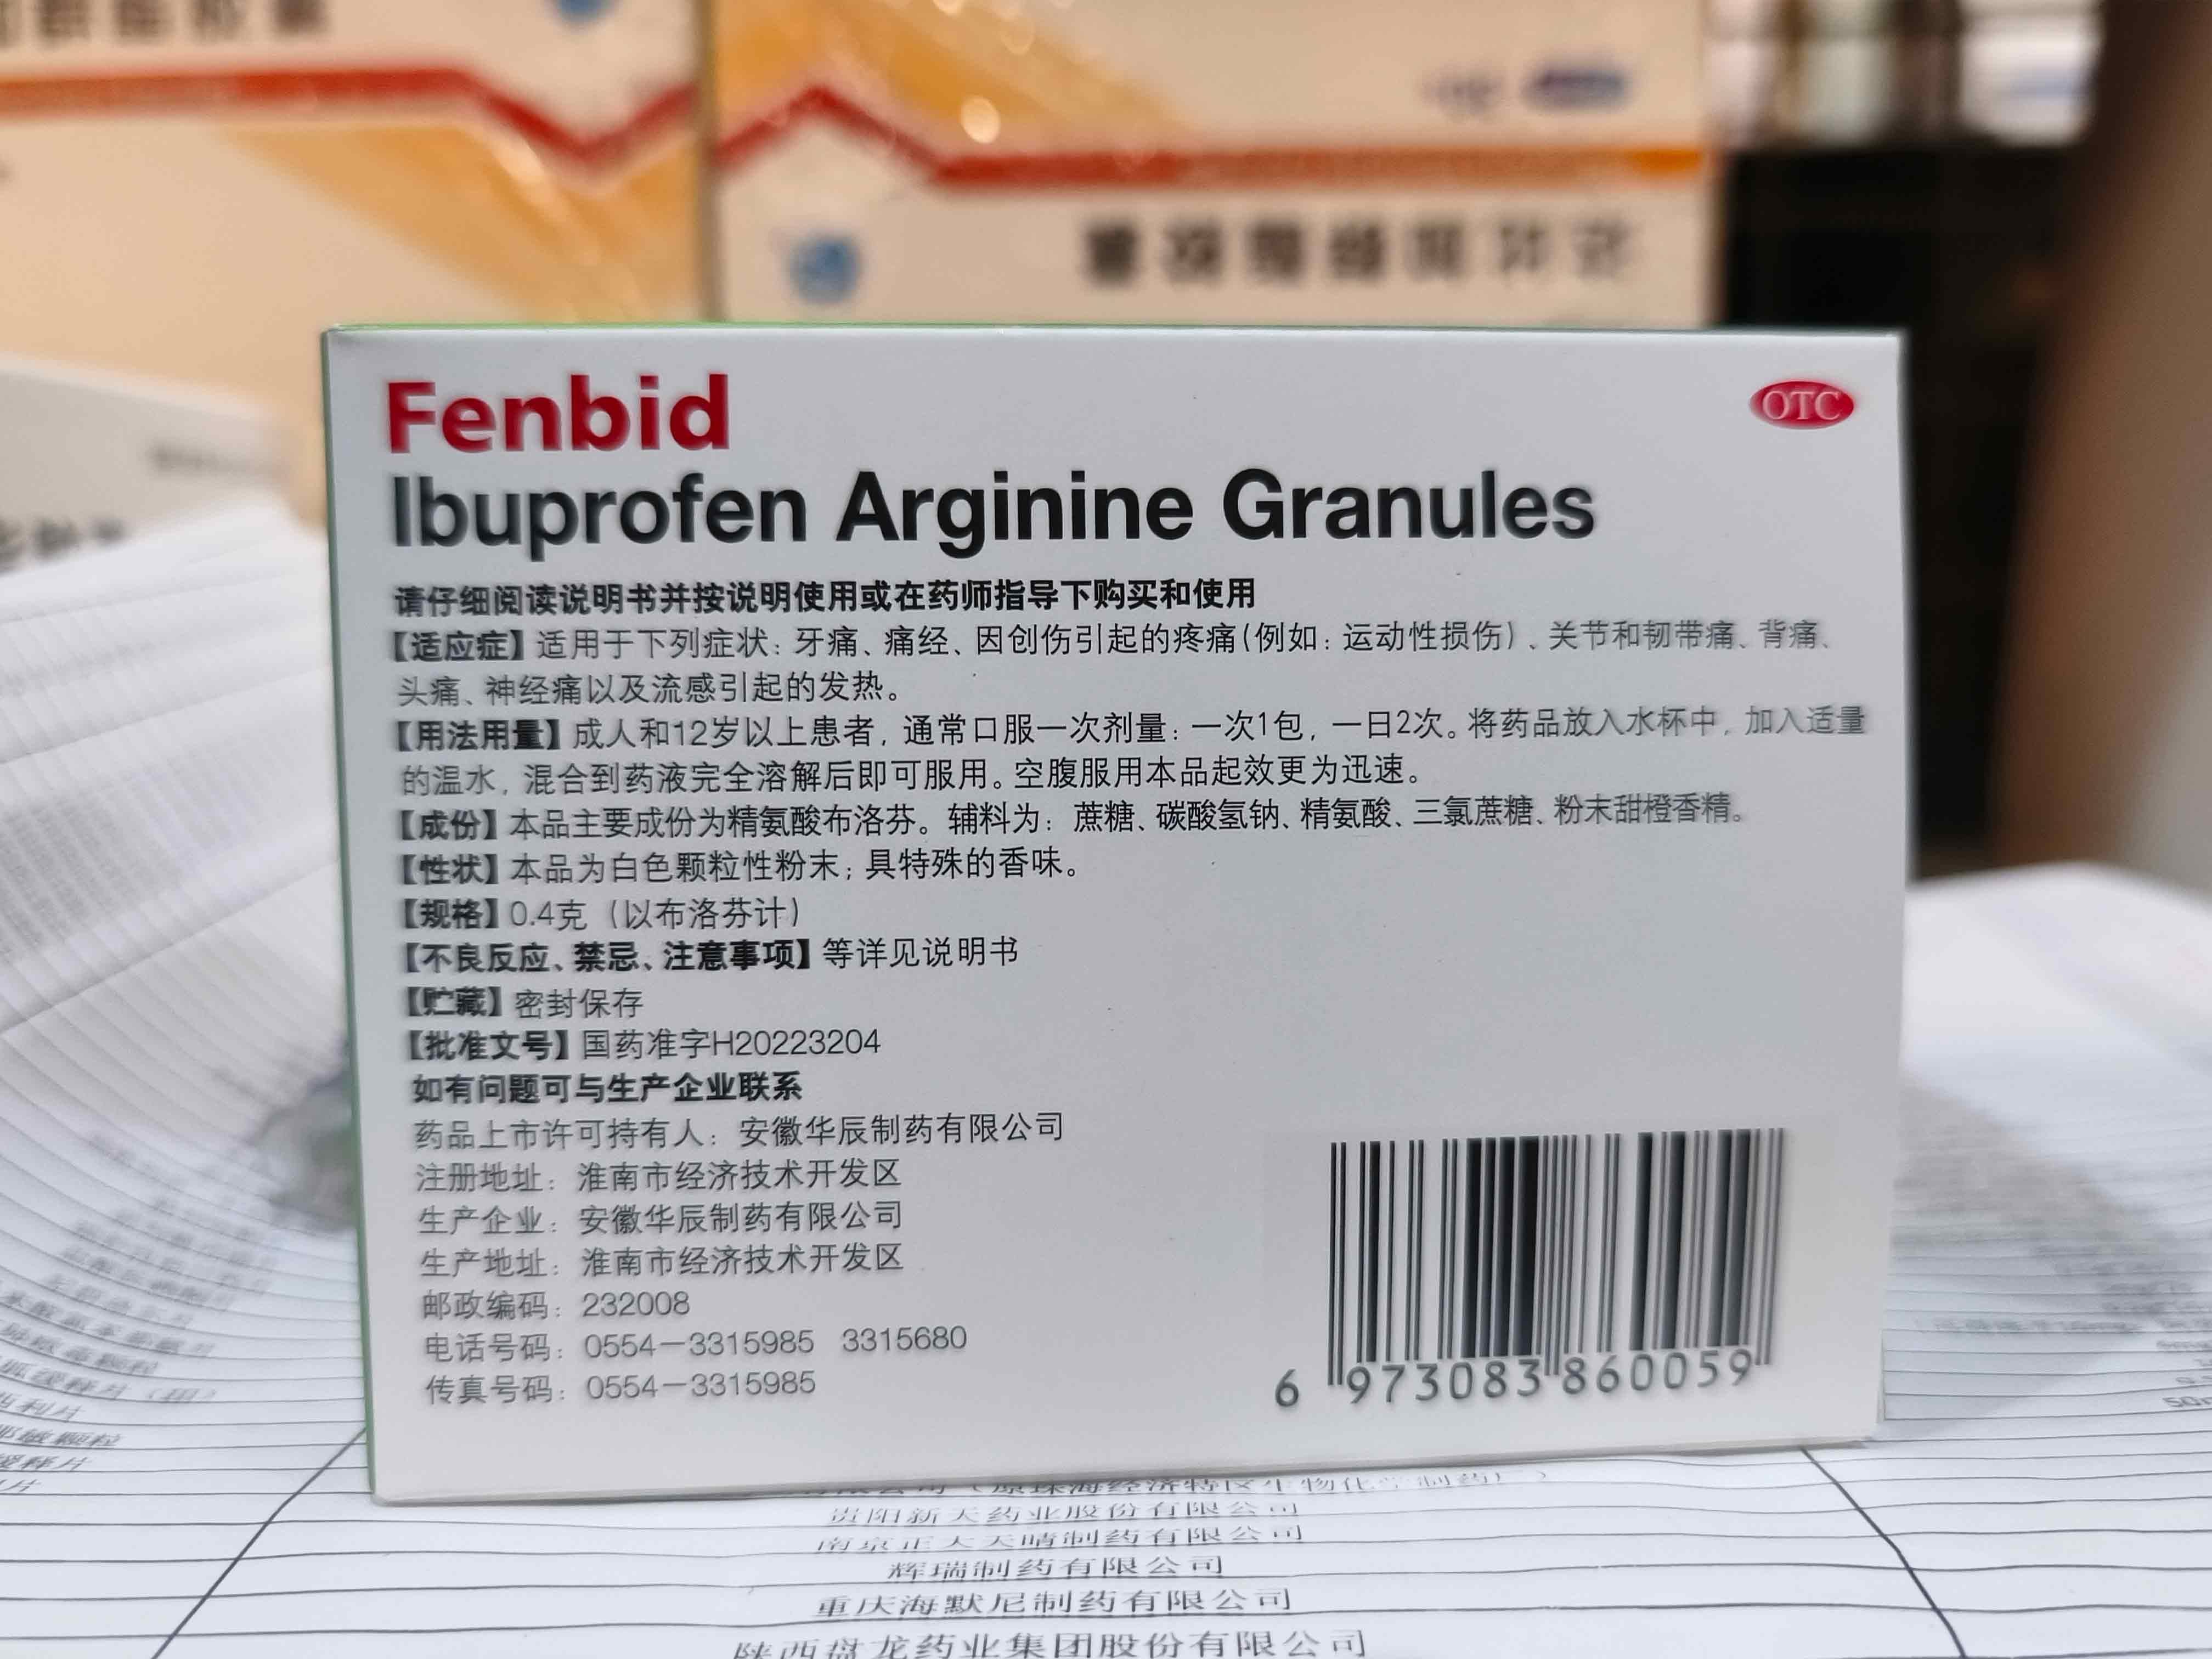 Fenbid
OTC
Ibuprofen Arginine Granules
请仔细阅读说明书并按说明使用或在药师指导下购买和使用
【适应症】适用于下列症状：牙痛、痛经、因创伤引起的疼痛(例如：运动性损伤)、关节和韧带痛、背痛、
头痛、神经痛以及流感引起的发热。
【用法用量】成人和12岁以上患者，通常口服一次剂量：一次1包，一日2次。将药品放入水杯中，加入适量
的温水，混合到药液完全溶解后即可服用。空腹服用本品起效更为迅速。
【成份】本品主要成份为精氨酸布洛芬。辅料为：蔗糖、碳酸氢钠、精氨酸、三氯蔗糖、粉末甜橙香精。
【性状】本品为白色颗粒性粉末；具特殊的香味。
【规格】0.4克（以布洛芬计）
【不良反应、禁忌、注意事项】等详见说明书
【贮藏】密封保存
【批准文号】国药准字H20223204
如有问题可与生产企业联系
药品上市许可持有人：安徽华辰制药有限公司
注册地址：淮南市经济技术开发区
生产企业：安徽华辰制药有限公司
生产地址：淮南市经济技术开发区
邮政编码：232008
电话号码：0554－3315985 3315680
传真号码：0554－3315985
6 973083 860059
贵阳新天药业股份有限公司
南京正大天晴制药有限公司
辉瑞制药有限公司
重庆海默尼制药有限公司
陕西盘龙药业集团股份有限公司